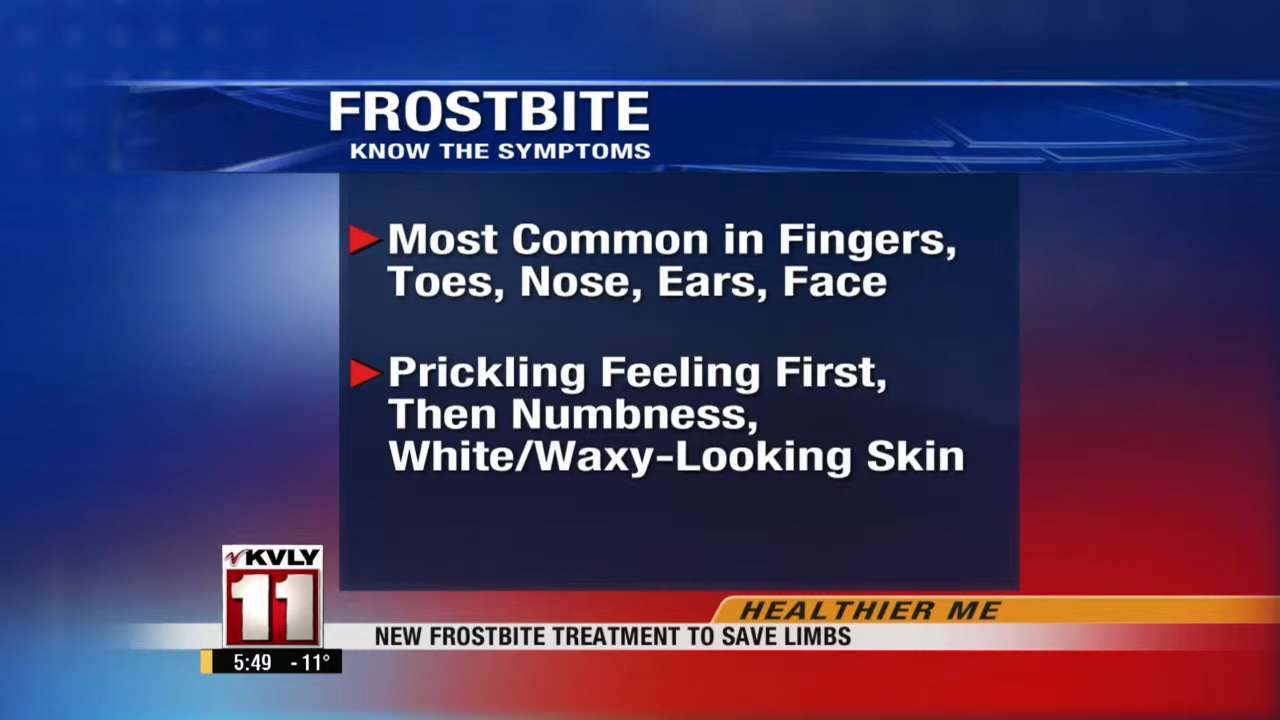 FROSTBITE
KNOW THE SYMPTOMS
Most Common in Fingers,
Toes, Nose, Ears, Face
Prickling Feeling First,
Then Numbness,
White/Waxy-Looking Skin
KVLY
11
HEALTHIER ME
NEW FROSTBITE TREATMENT TO SAVE LIMBS
5:49 -11°